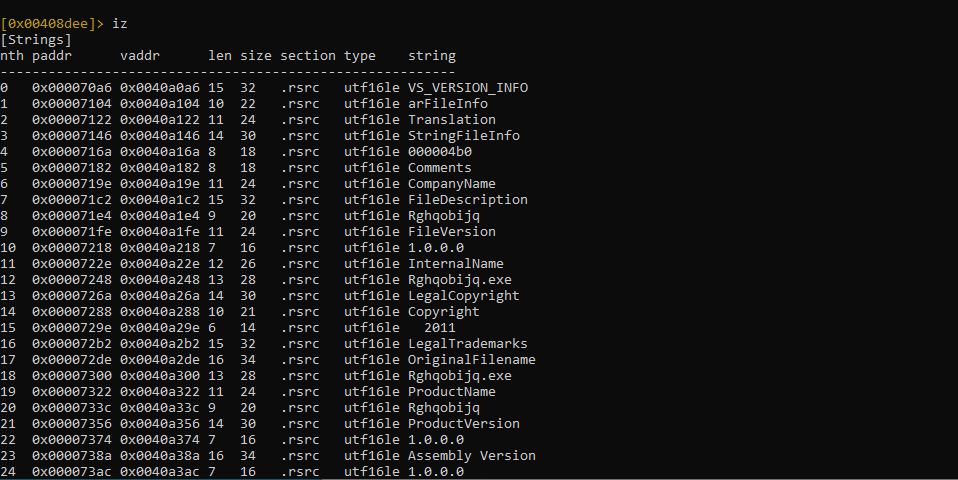 [0x00408dee]> iz
[Strings]
nth paddr      vaddr      len size section type    string
---------------------------------------------------------
0   0x000070a6 0x0040a0a6 15  32   .rsrc   utf16le VS_VERSION_INFO
1   0x00007104 0x0040a104 10  22   .rsrc   utf16le arFileInfo
2   0x00007122 0x0040a122 11  24   .rsrc   utf16le Translation
3   0x00007146 0x0040a146 14  30   .rsrc   utf16le StringFileInfo
4   0x0000716a 0x0040a16a 8   18   .rsrc   utf16le 000004b0
5   0x00007182 0x0040a182 8   18   .rsrc   utf16le Comments
6   0x0000719e 0x0040a19e 11  24   .rsrc   utf16le CompanyName
7   0x000071c2 0x0040a1c2 15  32   .rsrc   utf16le FileDescription
8   0x000071e4 0x0040a1e4 9   20   .rsrc   utf16le Rghqobijq
9   0x000071fe 0x0040a1fe 11  24   .rsrc   utf16le FileVersion
10  0x00007218 0x0040a218 7   16   .rsrc   utf16le 1.0.0.0
11  0x0000722e 0x0040a22e 12  26   .rsrc   utf16le InternalName
12  0x00007248 0x0040a248 13  28   .rsrc   utf16le Rghqobijq.exe
13  0x0000726a 0x0040a26a 14  30   .rsrc   utf16le LegalCopyright
14  0x00007288 0x0040a288 10  21   .rsrc   utf16le Copyright
15  0x0000729e 0x0040a29e 6   14   .rsrc   utf16le   2011
16  0x000072b2 0x0040a2b2 15  32   .rsrc   utf16le LegalTrademarks
17  0x000072de 0x0040a2de 16  34   .rsrc   utf16le OriginalFilename
18  0x00007300 0x0040a300 13  28   .rsrc   utf16le Rghqobijq.exe
19  0x00007322 0x0040a322 11  24   .rsrc   utf16le ProductName
20  0x0000733c 0x0040a33c 9   20   .rsrc   utf16le Rghqobijq
21  0x00007356 0x0040a356 14  30   .rsrc   utf16le ProductVersion
22  0x00007374 0x0040a374 7   16   .rsrc   utf16le 1.0.0.0
23  0x0000738a 0x0040a38a 16  34   .rsrc   utf16le Assembly Version
24  0x000073ac 0x0040a3ac 7   16   .rsrc   utf16le 1.0.0.0